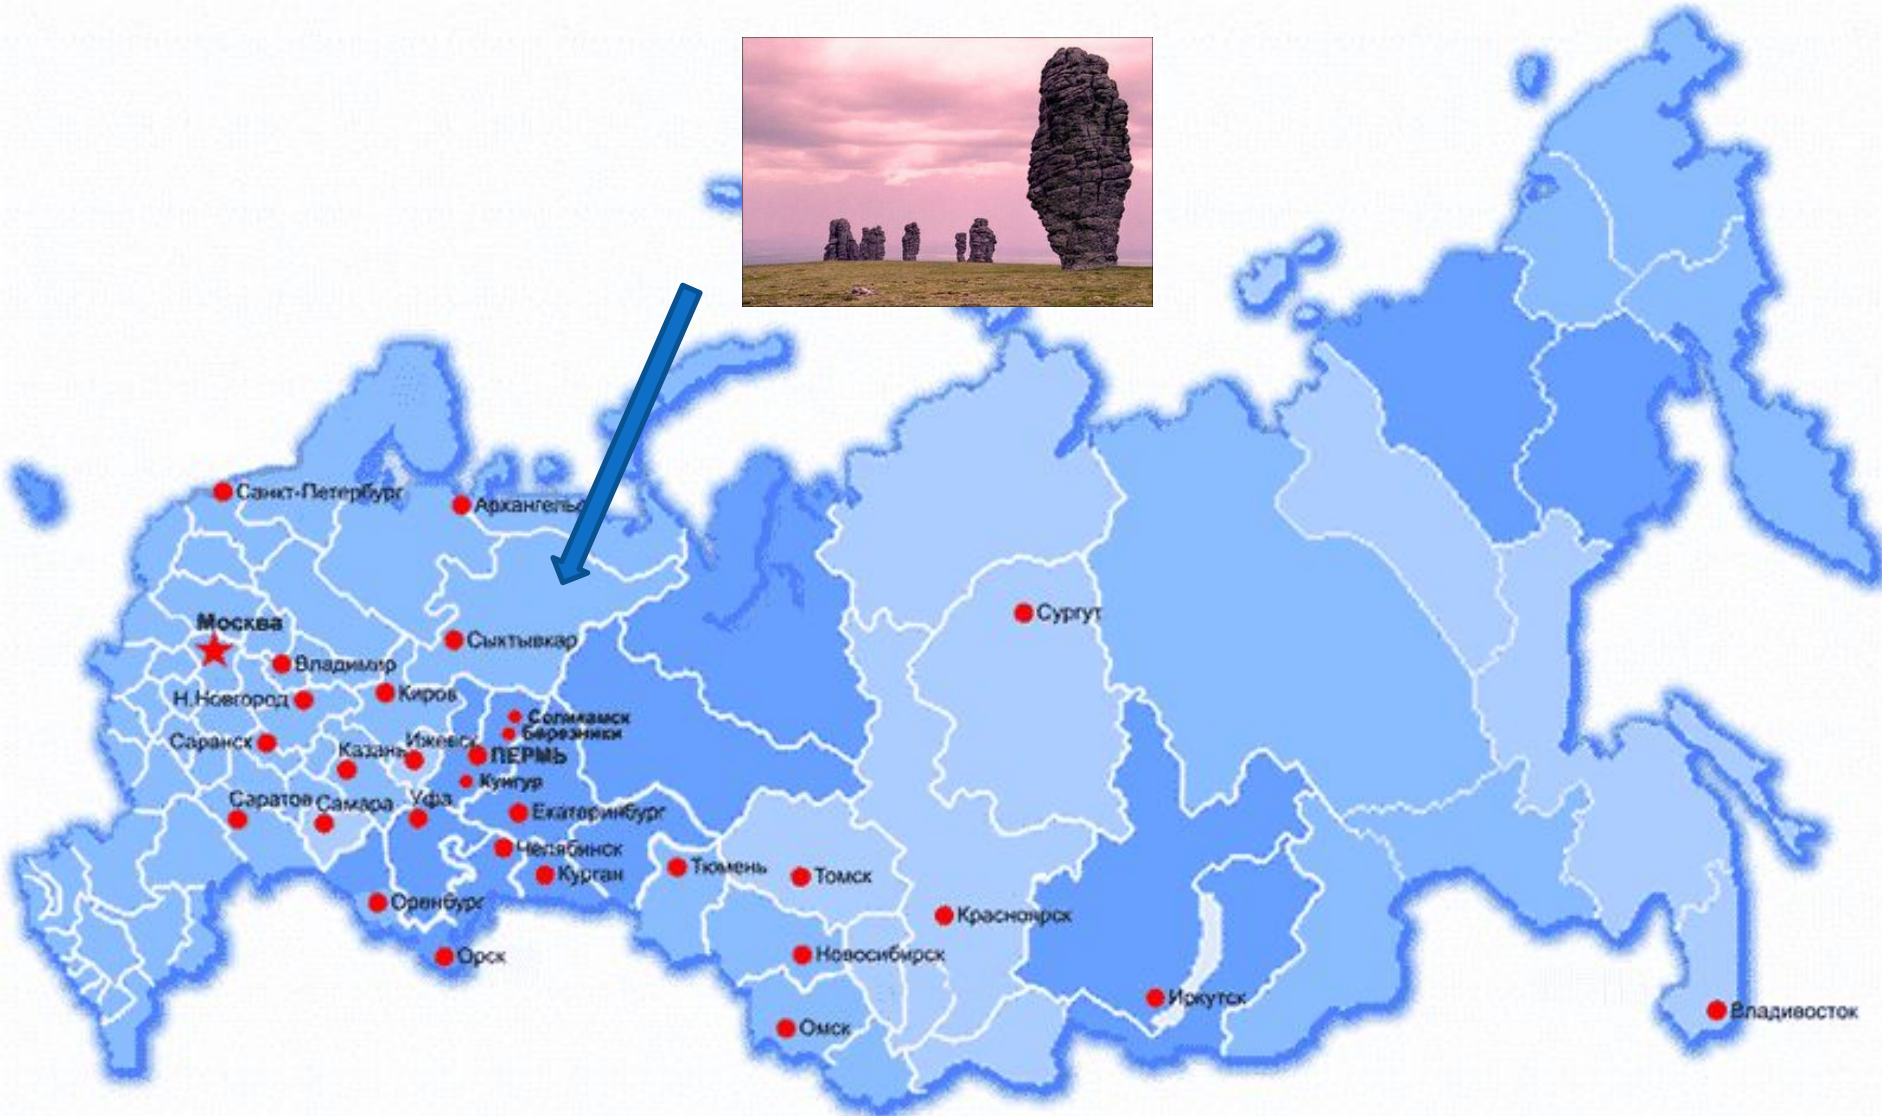 Санкт-Петербург
Архангельс
Москва
Сургут
Сыктывкар
Владимир
Киров
Н.Новгород
Соликамск
Березники
Саранск
Ижевск
Казань
ПЕРМЬ
Кунгур
Саратов
Самара
Уфа
Екатеринбург
Челябинск
Тюмень
Курган
Томск
Оренбург
Красноярск
Орск
Новосибирск
Иркутск
Владивосток
Омск